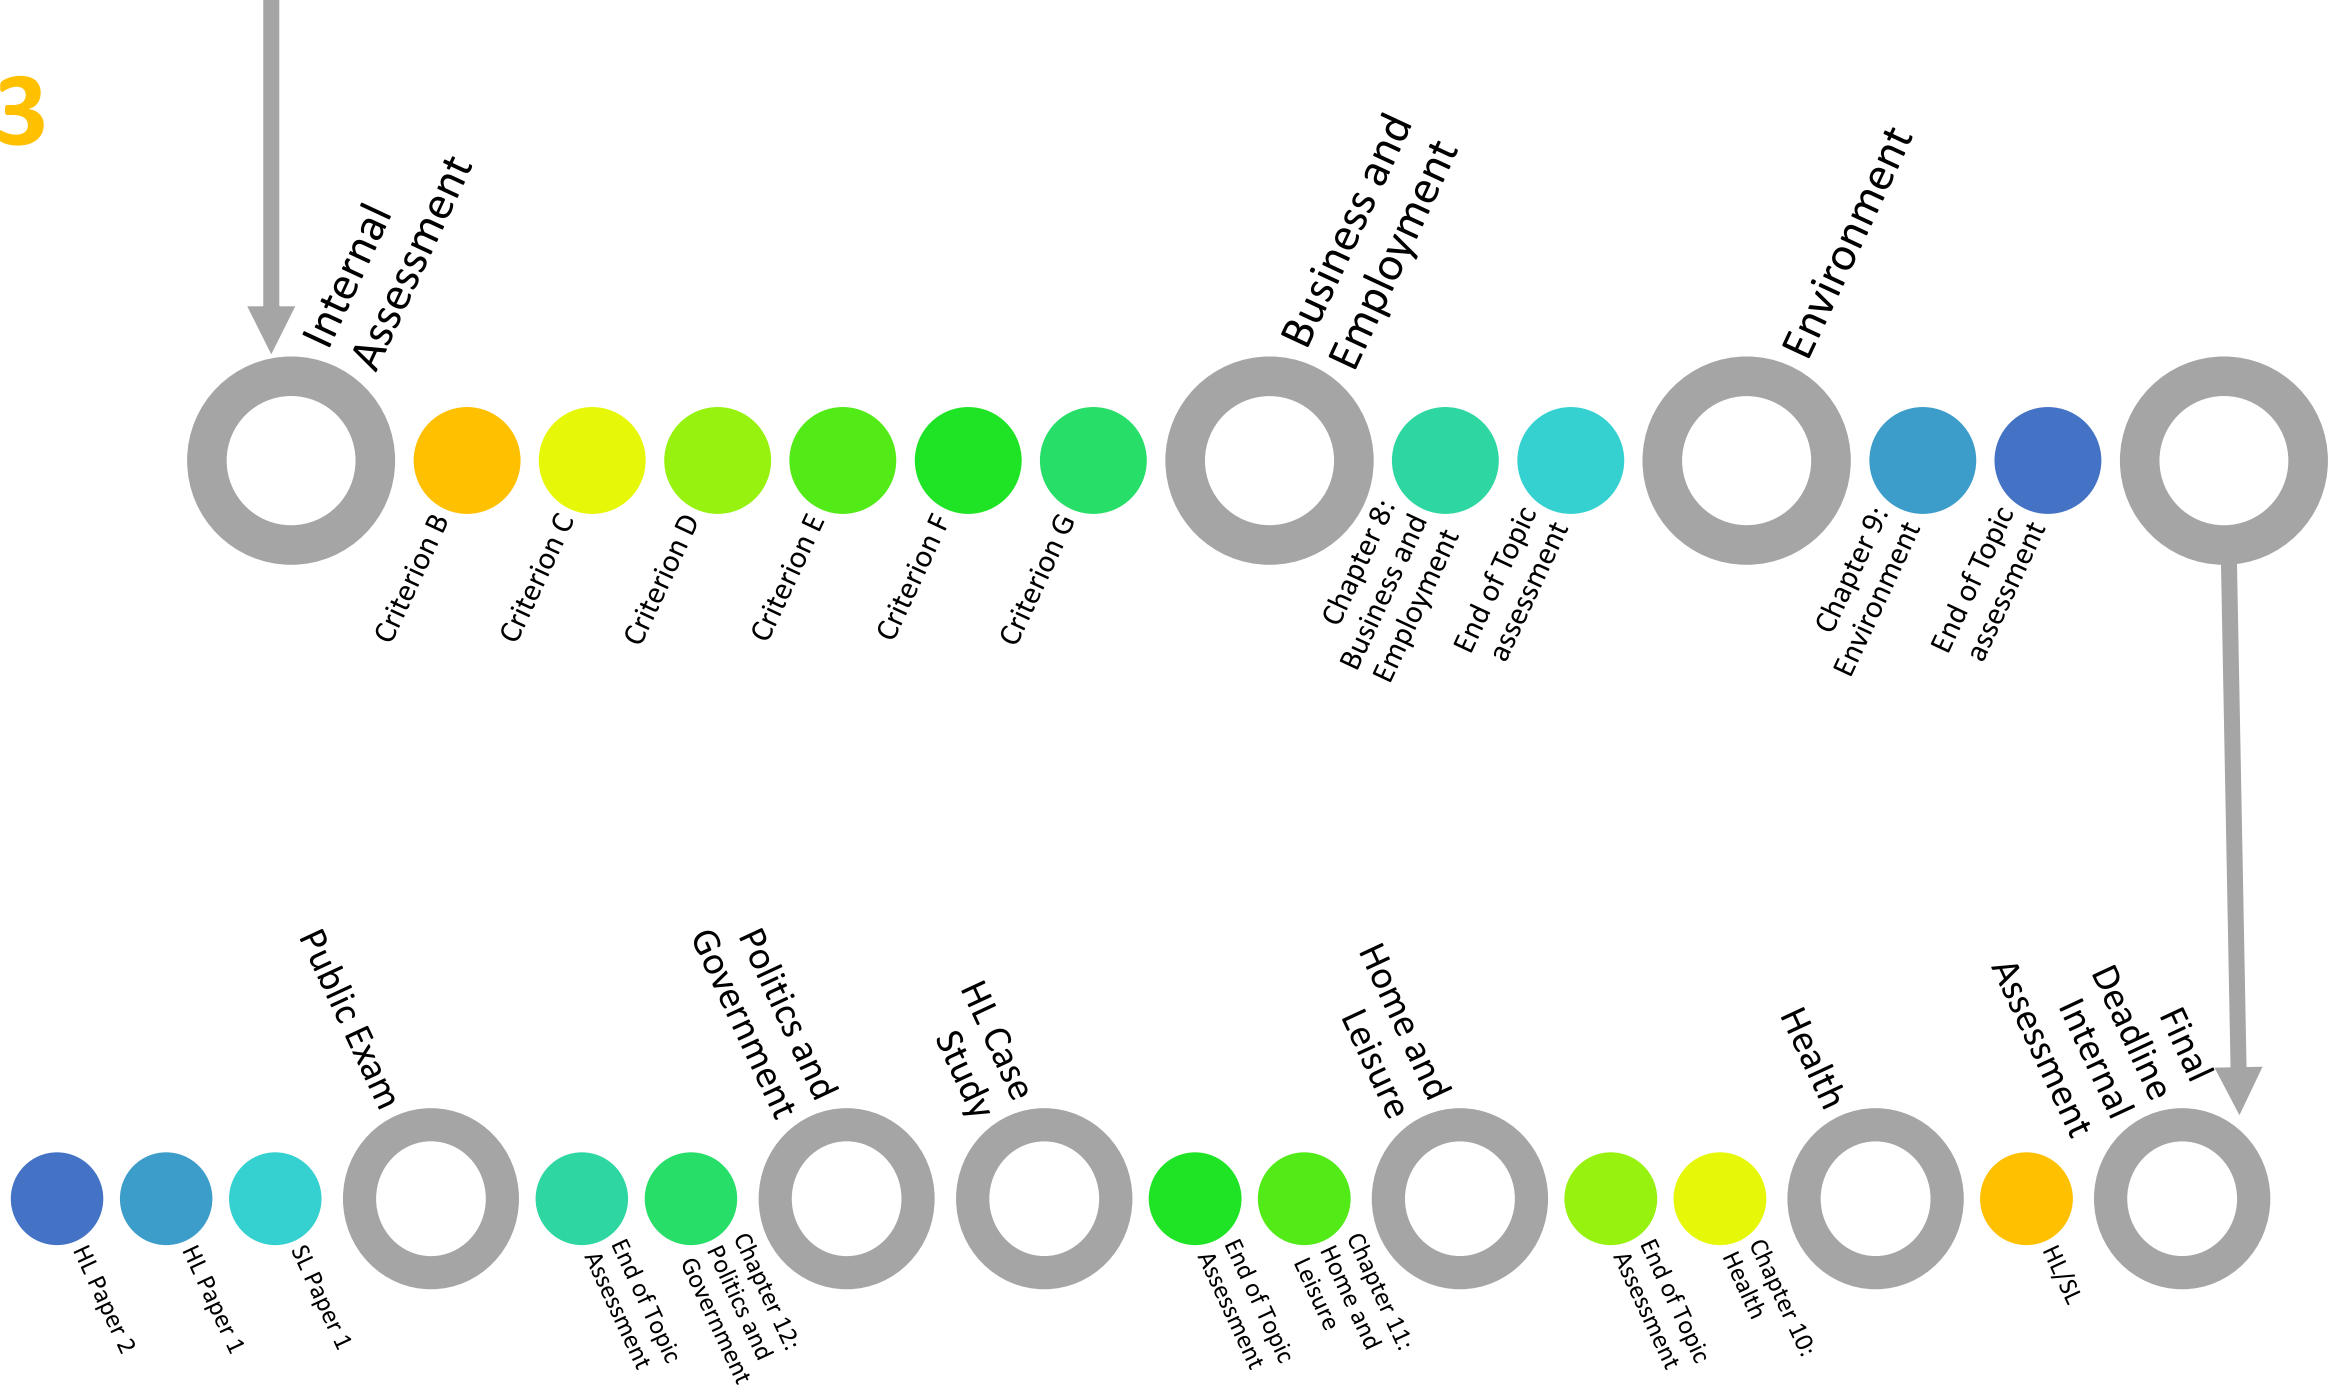 3
Internal
Assessment
Business and
Employment
Environment
Criterion B
Criterion C
Criterion D
Criterion E
Criterion F
Criterion G
Chapter 8:
Business and
Employment
End of Topic
assessment
Chapter 9:
Environment
End of Topic
assessment
Public Exam
Politics and
Government
HL Case
Study
Home and
Leisure
Health
Final
Deadline
Internal
Assessment
HL Paper 2
HL Paper 1
SL Paper 1
End of Topic
Assessment
Chapter 12:
Politics and
Government
End of Topic
Assessment
Chapter 11:
Home and
Leisure
End of Topic
Assessment
Chapter 10:
Health
HL/SL